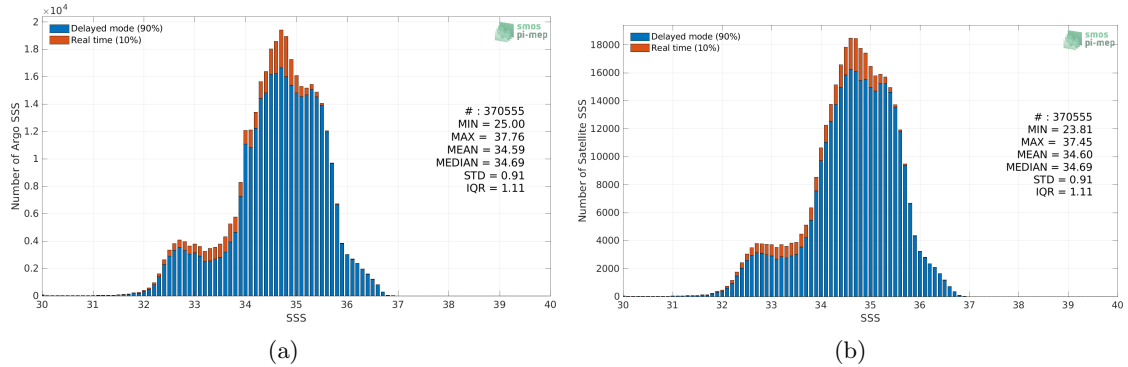 ×10⁴
2
1.8
1.6
1.4
1.2
1
0.8
0.6
0.4
0.2
0
Number of Argo SSS
Delayed mode (90%)
Real time (10%)
smos
pi-mep
# : 370555
MIN = 25.00
MAX = 37.76
MEAN = 34.59
MEDIAN = 34.69
STD = 0.91
IQR = 1.11
30 31 32 33 34 35 36 37 38 39 40
SSS
(a)
18000
16000
14000
12000
10000
8000
6000
4000
2000
0
Number of Satellite SSS
Delayed mode (90%)
Real time (10%)
smos
pi-mep
# : 370555
MIN = 23.81
MAX = 37.45
MEAN = 34.60
MEDIAN = 34.69
STD = 0.91
IQR = 1.11
30 31 32 33 34 35 36 37 38 39 40
SSS
(b)